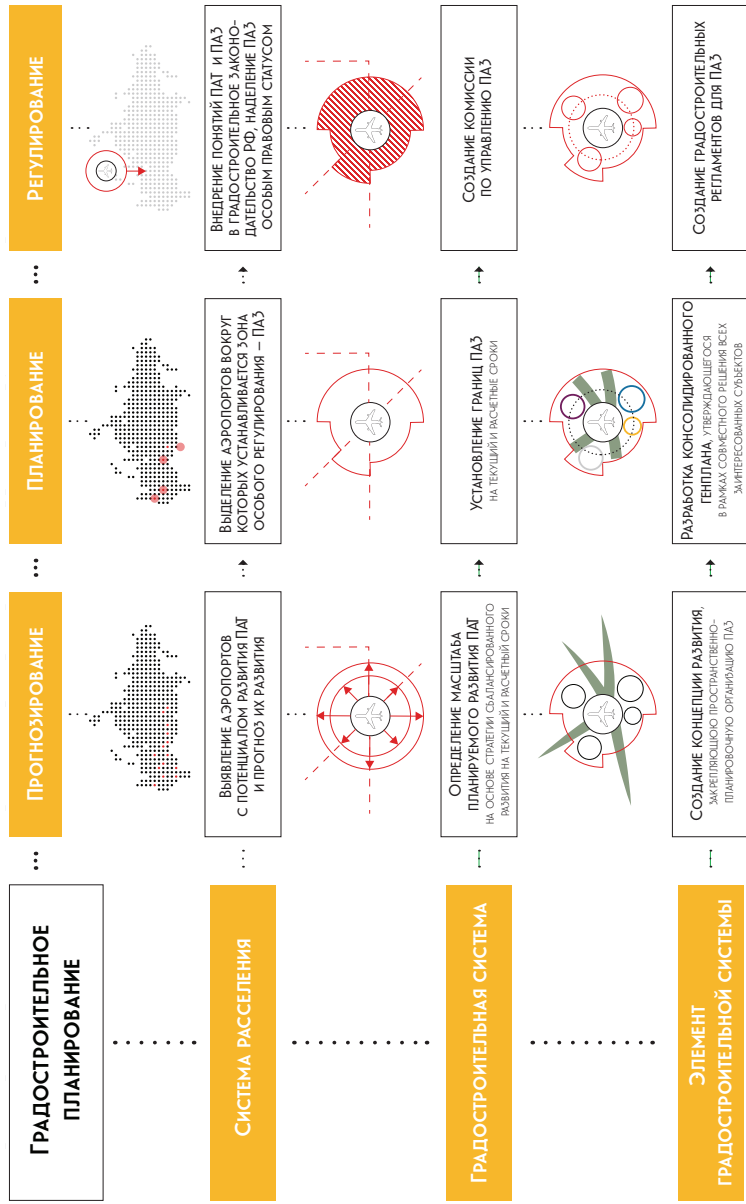 ГРАДОСТРОИТЕЛЬНОЕ
ПЛАНИРОВАНИЕ
ПРОГНОЗИРОВАНИЕ
ПЛАНИРОВАНИЕ
РЕГУЛИРОВАНИЕ
СИСТЕМА РАССЕЛЕНИЯ
ВЫЯВЛЕНИЕ АЭРОПОРТОВ
С ПОТЕНЦИАЛОМ РАЗВИТИЯ ПАТ
И ПРОГНОЗ ИХ РАЗВИТИЯ
ВЫДЕЛЕНИЕ АЭРОПОРТОВ ВОКРУГ
КОТОРЫХ УСТАНАВЛИВАЕТСЯ ЗОНА
ОСОБОГО РЕГУЛИРОВАНИЯ – ПАЗ
ВНЕДРЕНИЕ ПОНЯТИЙ ПАТ И ПАЗ
В ГРАДОСТРОИТЕЛЬНОЕ ЗАКОНО-
ДАТЕЛЬСТВО РФ, НАДЕЛЕНИЕ ПАЗ
ОСОБЫМ ПРАВОВЫМ СТАТУСОМ
ГРАДОСТРОИТЕЛЬНАЯ СИСТЕМА
ОПРЕДЕЛЕНИЕ МАСШТАБА
ПЛАНИРУЕМОГО РАЗВИТИЯ ПАТ
НА ОСНОВЕ СТРАТЕГИИ СБАЛАНСИРОВАННОГО
РАЗВИТИЯ НА ТЕКУЩИЙ И РАСЧЕТНЫЙ СРОКИ
УСТАНОВЛЕНИЕ ГРАНИЦ ПАЗ
НА ТЕКУЩИЙ И РАСЧЕТНЫЕ СРОКИ
СОЗДАНИЕ КОМИССИИ
ПО УПРАВЛЕНИЮ ПАЗ
ЭЛЕМЕНТ
ГРАДОСТРОИТЕЛЬНОЙ СИСТЕМЫ
СОЗДАНИЕ КОНЦЕПЦИИ РАЗВИТИЯ,
ЗАКРЕПЛЯЮЩЮЮ ПРОСТРАНСТВЕННО-
ПЛАНИРОВОЧНУЮ ОРГАНИЗАЦИЮ ПАЗ
РАЗРАБОТКА КОНСОЛИДИРОВАННОГО
ГЕНПЛАНА, УТВЕРЖДАЮЩЕГОСЯ
В РАМКАХ СОВМЕСТНОГО РЕШЕНИЯ ВСЕХ
ЗАИНТЕРЕСОВАННЫХ СУБЪЕКТОВ
СОЗДАНИЕ ГРАДОСТРОИТЕЛЬНЫХ
РЕГЛАМЕНТОВ ДЛЯ ПАЗ